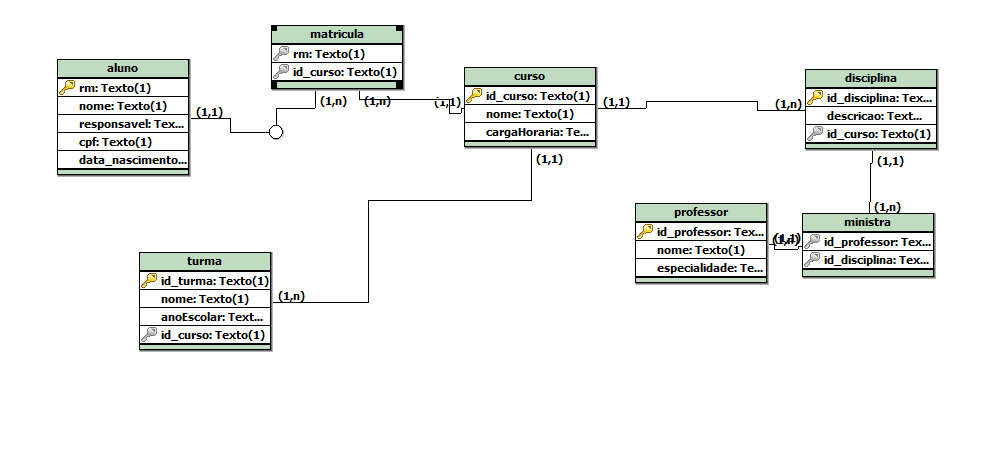 matricula
rm: Texto(1)
id_curso: Texto(1)
aluno
rm: Texto(1)
nome: Texto(1)
responsavel: Tex...
cpf: Texto(1)
data_nascimento...
(1,1)
(1,n)
(1,n)
(1,1)
curso
id_curso: Texto(1)
nome: Texto(1)
cargaHoraria: Te...
(1,1)
(1,n)
(1,1)
disciplina
id_disciplina: Tex...
descricao: Text...
id_curso: Texto(1)
(1,1)
(1,n)
professor
id_professor: Tex...
nome: Texto(1)
especialidade: Te...
ministra
id_professor: Tex...
id_disciplina: Tex...
turma
id_turma: Texto(1)
nome: Texto(1)
anoEscolar: Text...
id_curso: Texto(1)
(1,n)